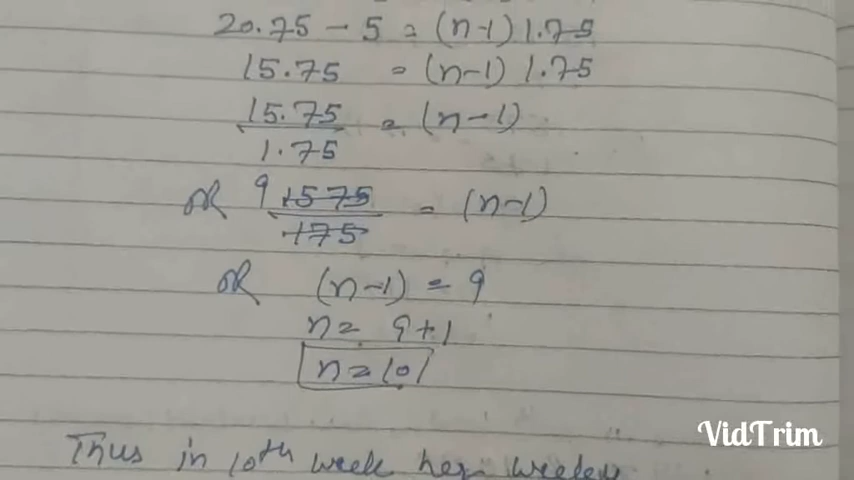 20.75 - 5 = (n-1) 1.75
15.75 = (n-1) 1.75
15.75 = (n-1)
1.75
OR 9 1575 = (n-1)
175
OR (n-1) = 9
n = 9+1
n = 10
VidTrim
Thus in 10th week her weekly